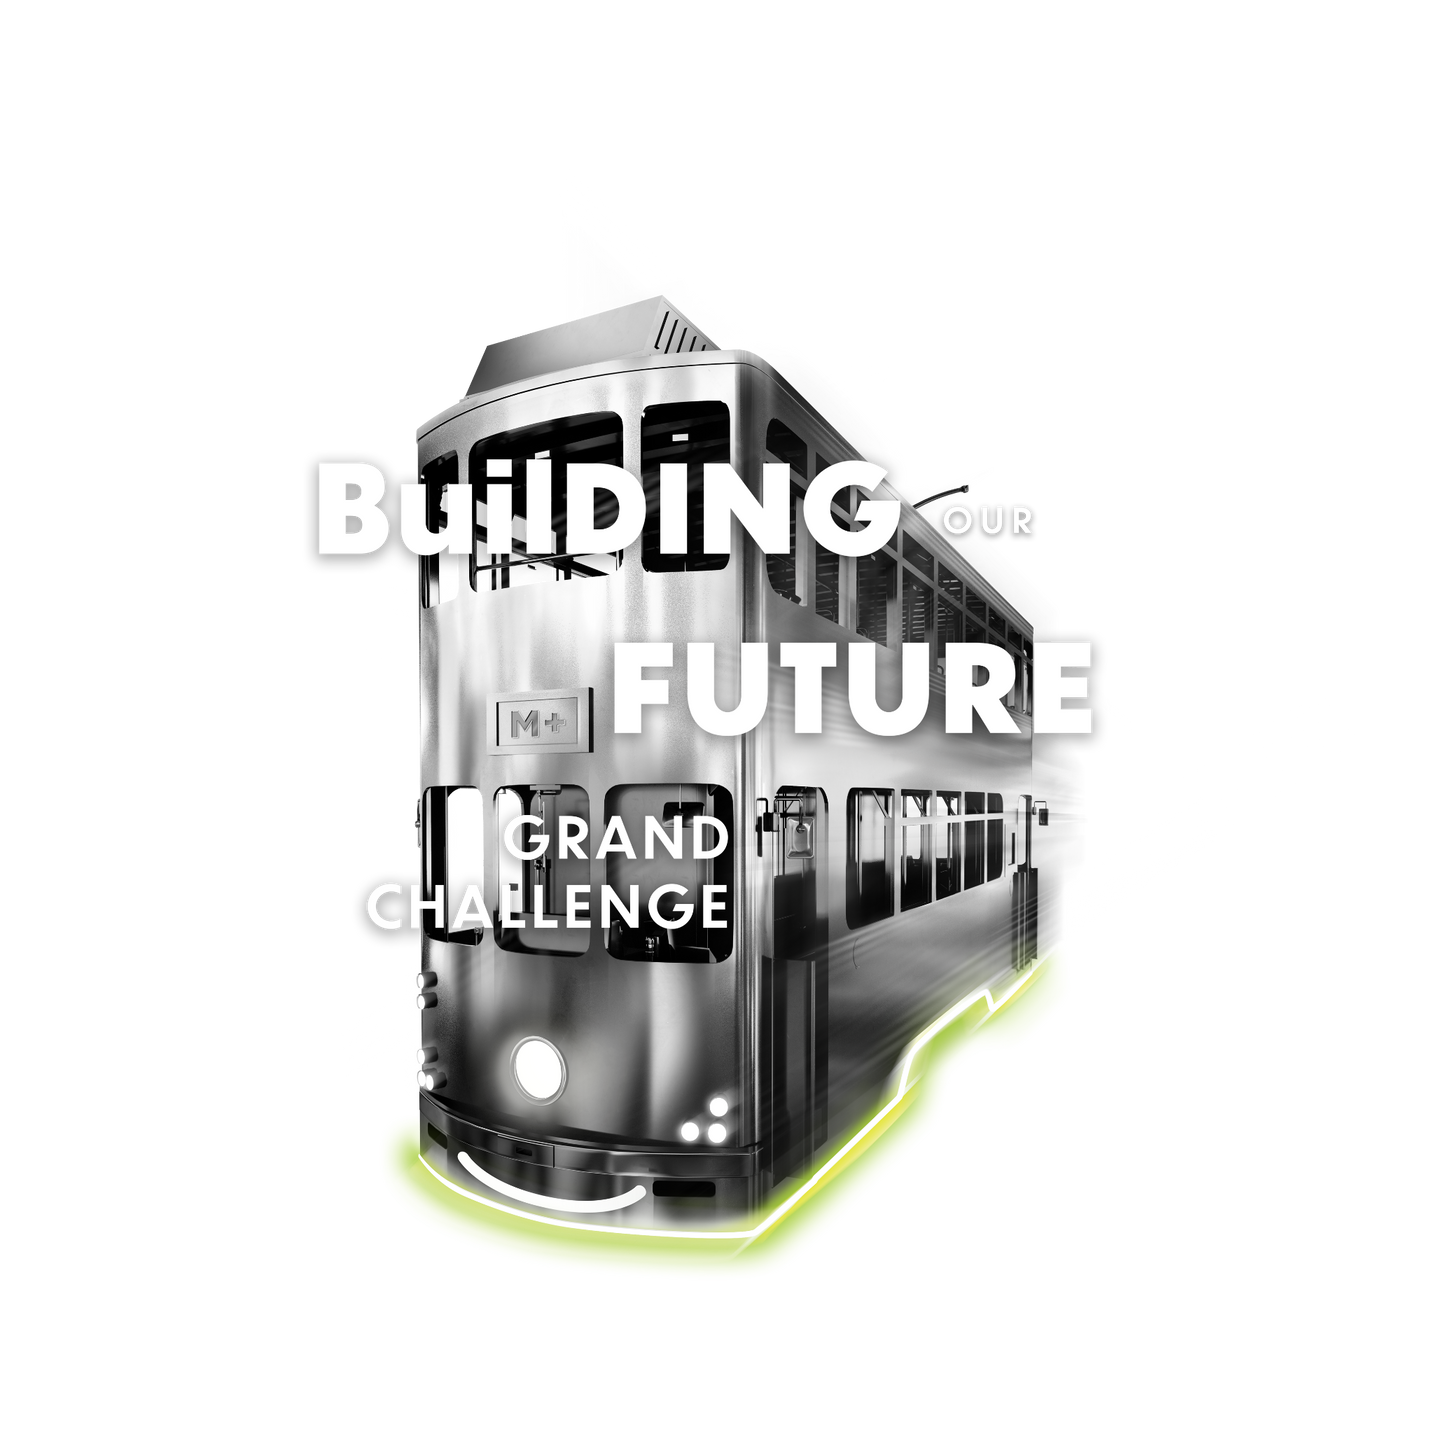 BuilDING OUR
FUTURE
M+
GRAND
CHALLENGE